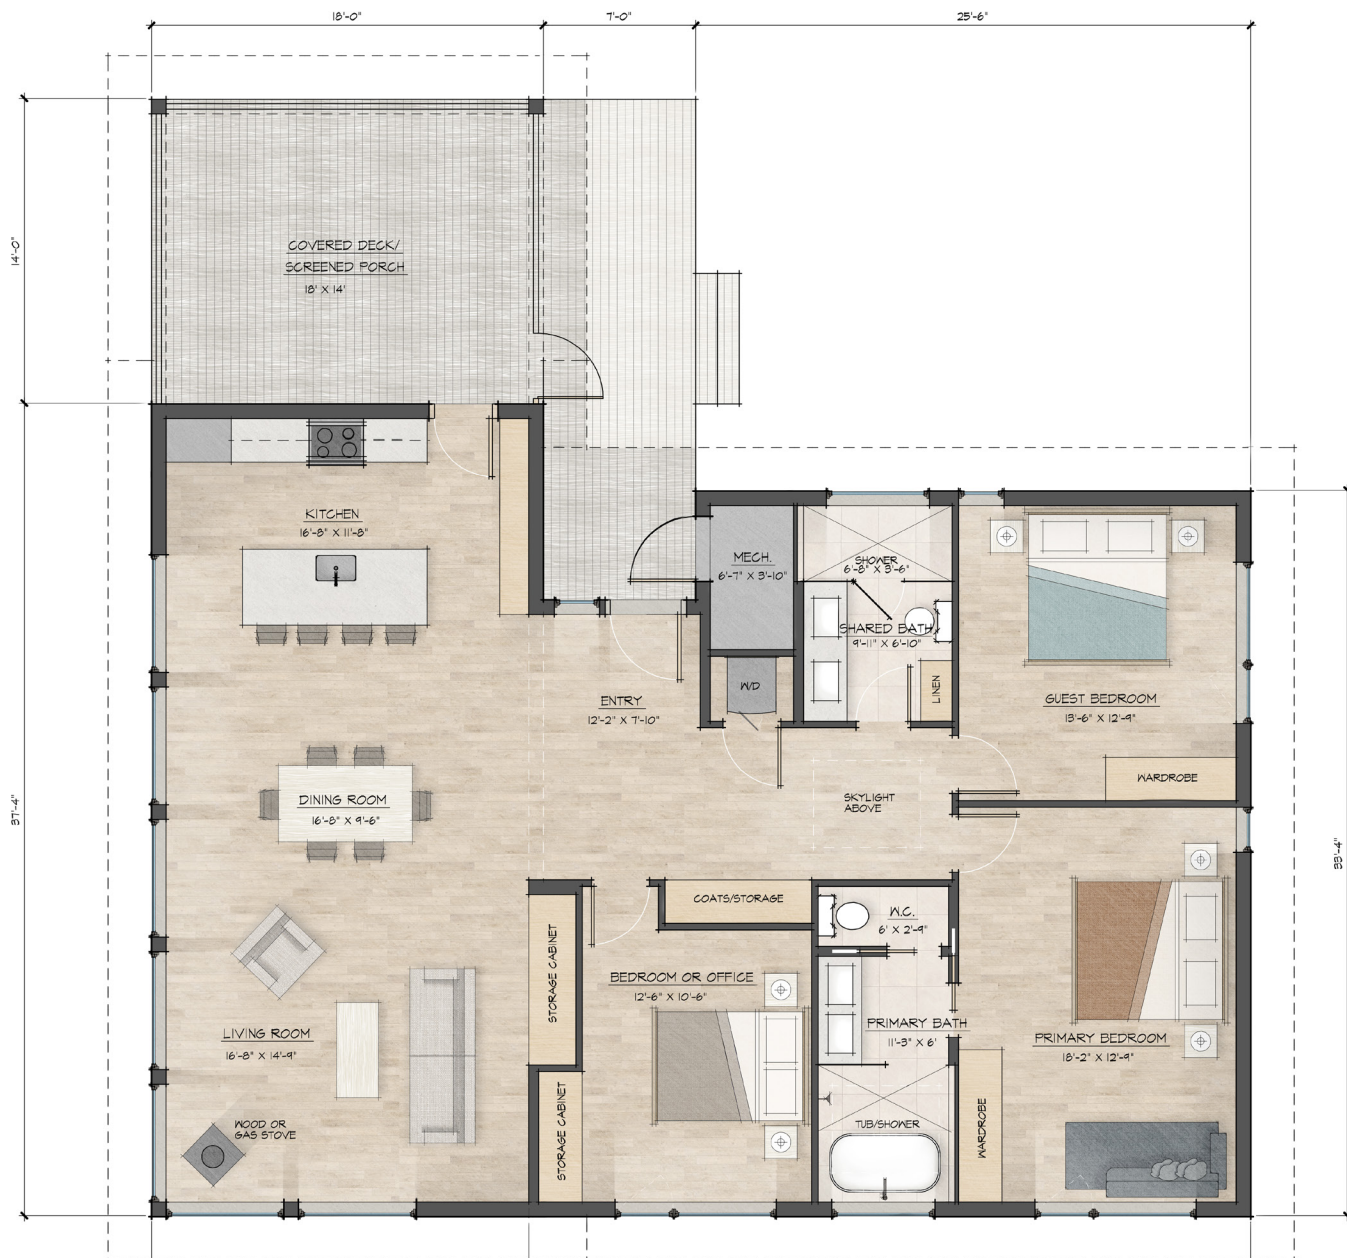 18'-0"
7'-0"
25'-6"
14'-0"
COVERED DECK/
SCREENED PORCH
18' X 14'
KITCHEN
16'-8" X 11'-8"
MECH.
6'-7" X 3'-10"
SHOWER
6'-8" X 3'-6"
SHARED BATH
9'-11" X 6'-10"
LINEN
W/D
ENTRY
12'-2" X 7'-10"
GUEST BEDROOM
13'-6" X 12'-9"
WARDROBE
37'-4"
DINING ROOM
16'-8" X 9'-6"
SKYLIGHT
ABOVE
33'-4"
COATS/STORAGE
W.C.
6' X 2'-9"
STORAGE CABINET
BEDROOM OR OFFICE
12'-6" X 10'-6"
LIVING ROOM
16'-8" X 14'-9"
PRIMARY BATH
11'-3" X 6'
PRIMARY BEDROOM
18'-2" X 12'-9"
WOOD OR
GAS STOVE
STORAGE CABINET
TUB/SHOWER
WARDROBE